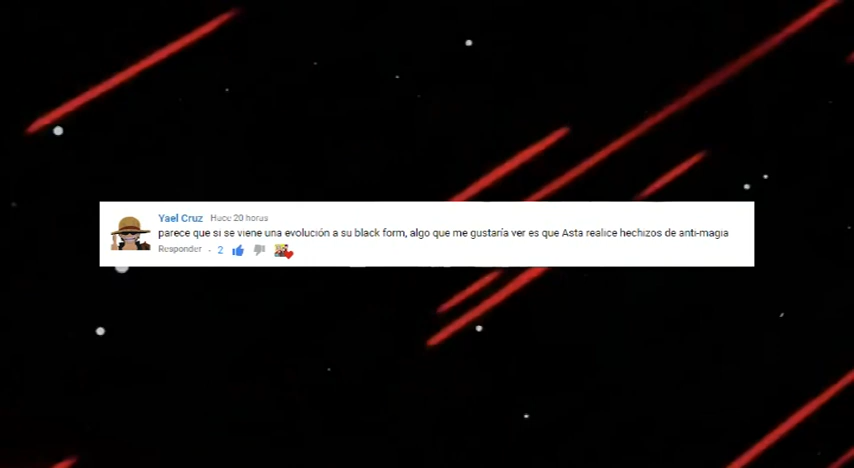 Yael Cruz Hace 20 horas
parece que si se viene una evolución a su black form, algo que me gustaría ver es que Asta realice hechizos de anti-magia
Responder · 2